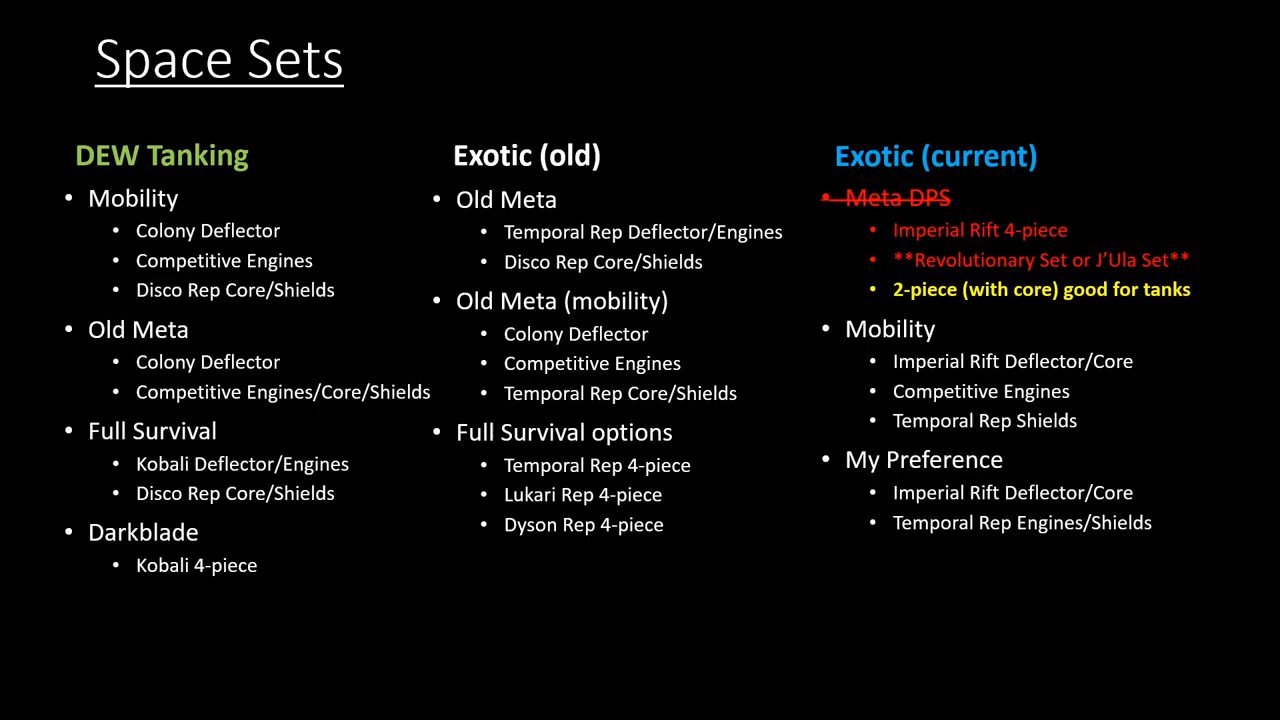 Space Sets
DEW Tanking
• Mobility
• Colony Deflector
• Competitive Engines
• Disco Rep Core/Shields
• Old Meta
• Colony Deflector
• Competitive Engines/Core/Shields
• Full Survival
• Kobali Deflector/Engines
• Disco Rep Core/Shields
• Darkblade
• Kobali 4-piece
Exotic (old)
• Old Meta
• Temporal Rep Deflector/Engines
• Disco Rep Core/Shields
• Old Meta (mobility)
• Colony Deflector
• Competitive Engines
• Temporal Rep Core/Shields
• Full Survival options
• Temporal Rep 4-piece
• Lukari Rep 4-piece
• Dyson Rep 4-piece
Exotic (current)
• Meta DPS
• Imperial Rift 4-piece
• **Revolutionary Set or J’Ula Set**
• 2-piece (with core) good for tanks
• Mobility
• Imperial Rift Deflector/Core
• Competitive Engines
• Temporal Rep Shields
• My Preference
• Imperial Rift Deflector/Core
• Temporal Rep Engines/Shields